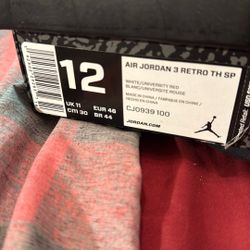 12
UK 11
EUR 46
CM 30
BR 44
AIR JORDAN 3 RETRO TH SP
WHITE/UNIVERSITY RED
BLANC/UNIVERSITE ROUGE
MADE IN CHINA / FABRIQUE EN CHINE /
HECHO EN CHINA
CJ0939 100
JORDAN.COM